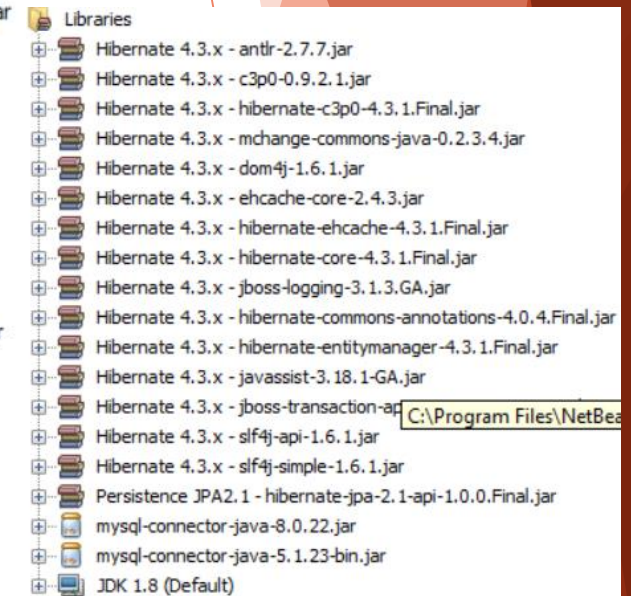 ar
Libraries
Hibernate 4.3.x - antlr-2.7.7.jar
Hibernate 4.3.x - c3p0-0.9.2.1.jar
Hibernate 4.3.x - hibernate-c3p0-4.3.1.Final.jar
Hibernate 4.3.x - mchange-commons-java-0.2.3.4.jar
Hibernate 4.3.x - dom4j-1.6.1.jar
Hibernate 4.3.x - ehcache-core-2.4.3.jar
Hibernate 4.3.x - hibernate-ehcache-4.3.1.Final.jar
Hibernate 4.3.x - hibernate-core-4.3.1.Final.jar
Hibernate 4.3.x - jboss-logging-3.1.3.GA.jar
Hibernate 4.3.x - hibernate-commons-annotations-4.0.4.Final.jar
Hibernate 4.3.x - hibernate-entitymanager-4.3.1.Final.jar
Hibernate 4.3.x - javassist-3.18.1-GA.jar
Hibernate 4.3.x - jboss-transaction-ap
C:\Program Files\NetBea
Hibernate 4.3.x - slf4j-api-1.6.1.jar
Hibernate 4.3.x - slf4j-simple-1.6.1.jar
Persistence JPA2.1 - hibernate-jpa-2.1-api-1.0.0.Final.jar
mysql-connector-java-8.0.22.jar
mysql-connector-java-5.1.23-bin.jar
JDK 1.8 (Default)